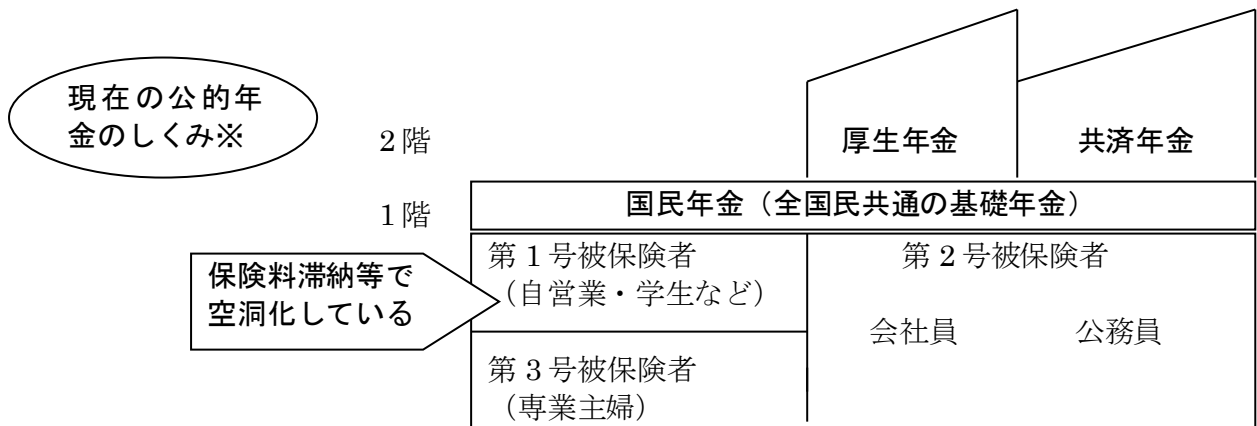 現在の公的年
金のしくみ※
2階
厚生年金
共済年金
1階
国民年金（全国民共通の基礎年金）
保険料滞納等で
空洞化している
第1号被保険者
（自営業・学生など）
第2号被保険者
会社員
公務員
第3号被保険者
（専業主婦）